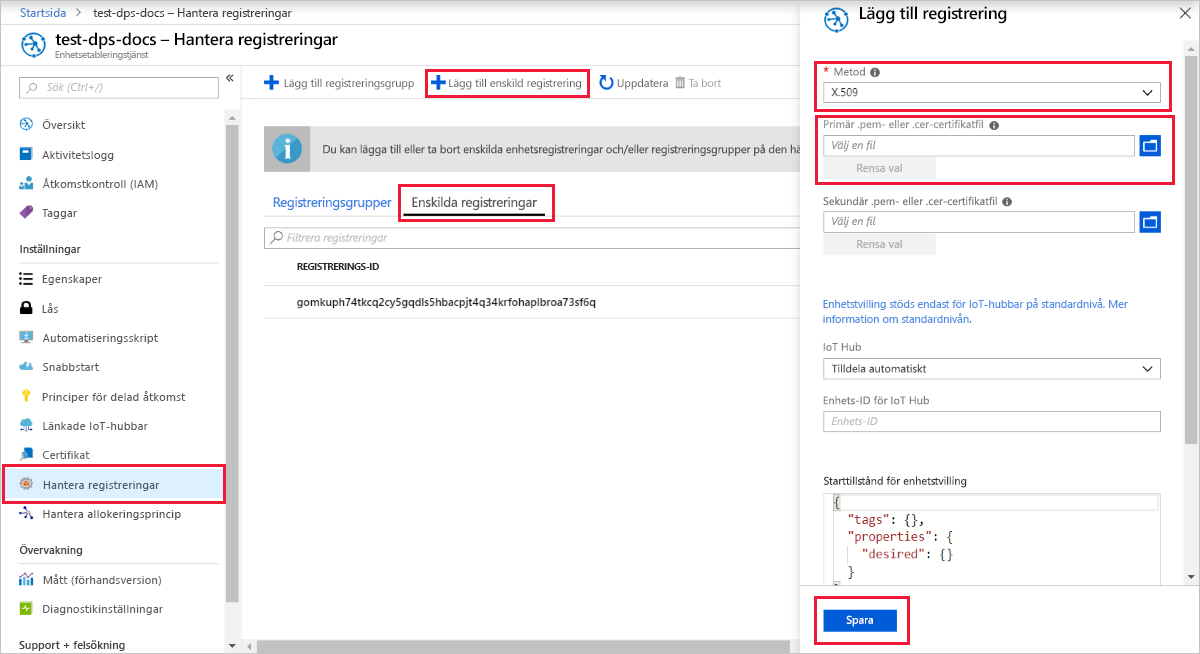 Startsida > test-dps-docs – Hantera registreringar
test-dps-docs – Hantera registreringar
Enhetsetableringstjänst
Sök (Ctrl+/)
«
Översikt
Aktivitetslogg
Åtkomstkontroll (IAM)
Taggar
Inställningar
Egenskaper
Lås
Automatiseringsskript
Snabbstart
Principer för delad åtkomst
Länkade IoT-hubbar
Certifikat
Hantera registreringar
Hantera allokeringsprincip
Övervakning
Mått (förhandsversion)
Diagnostikinställningar
Support + felsökning
Lägg till registreringsgrupp
Lägg till enskild registrering
Uppdatera
Ta bort
Du kan lägga till eller ta bort enskilda enhetsregistreringar och/eller registreringsgrupper på den hä
Registreringsgrupper
Enskilda registreringar
Filtrera registreringar
REGISTRERINGS-ID
gomkuph74tkcq2cy5gqdls5hbacpjt4q34krfohaplbroa73sf6q
Lägg till registrering
* Metod
X.509
Primär .pem- eller .cer-certifikatfil
Välj en fil
Rensa val
Sekundär .pem- eller .cer-certifikatfil
Välj en fil
Rensa val
Enhetstvilling stöds endast för IoT-hubbar på standardnivå. Mer
information om standardnivån.
IoT Hub
Tilldela automatiskt
Enhets-ID för IoT Hub
Enhets-ID
Starttillstånd för enhetstvilling
{
"tags": {},
"properties": {
"desired": {}
}
Spara